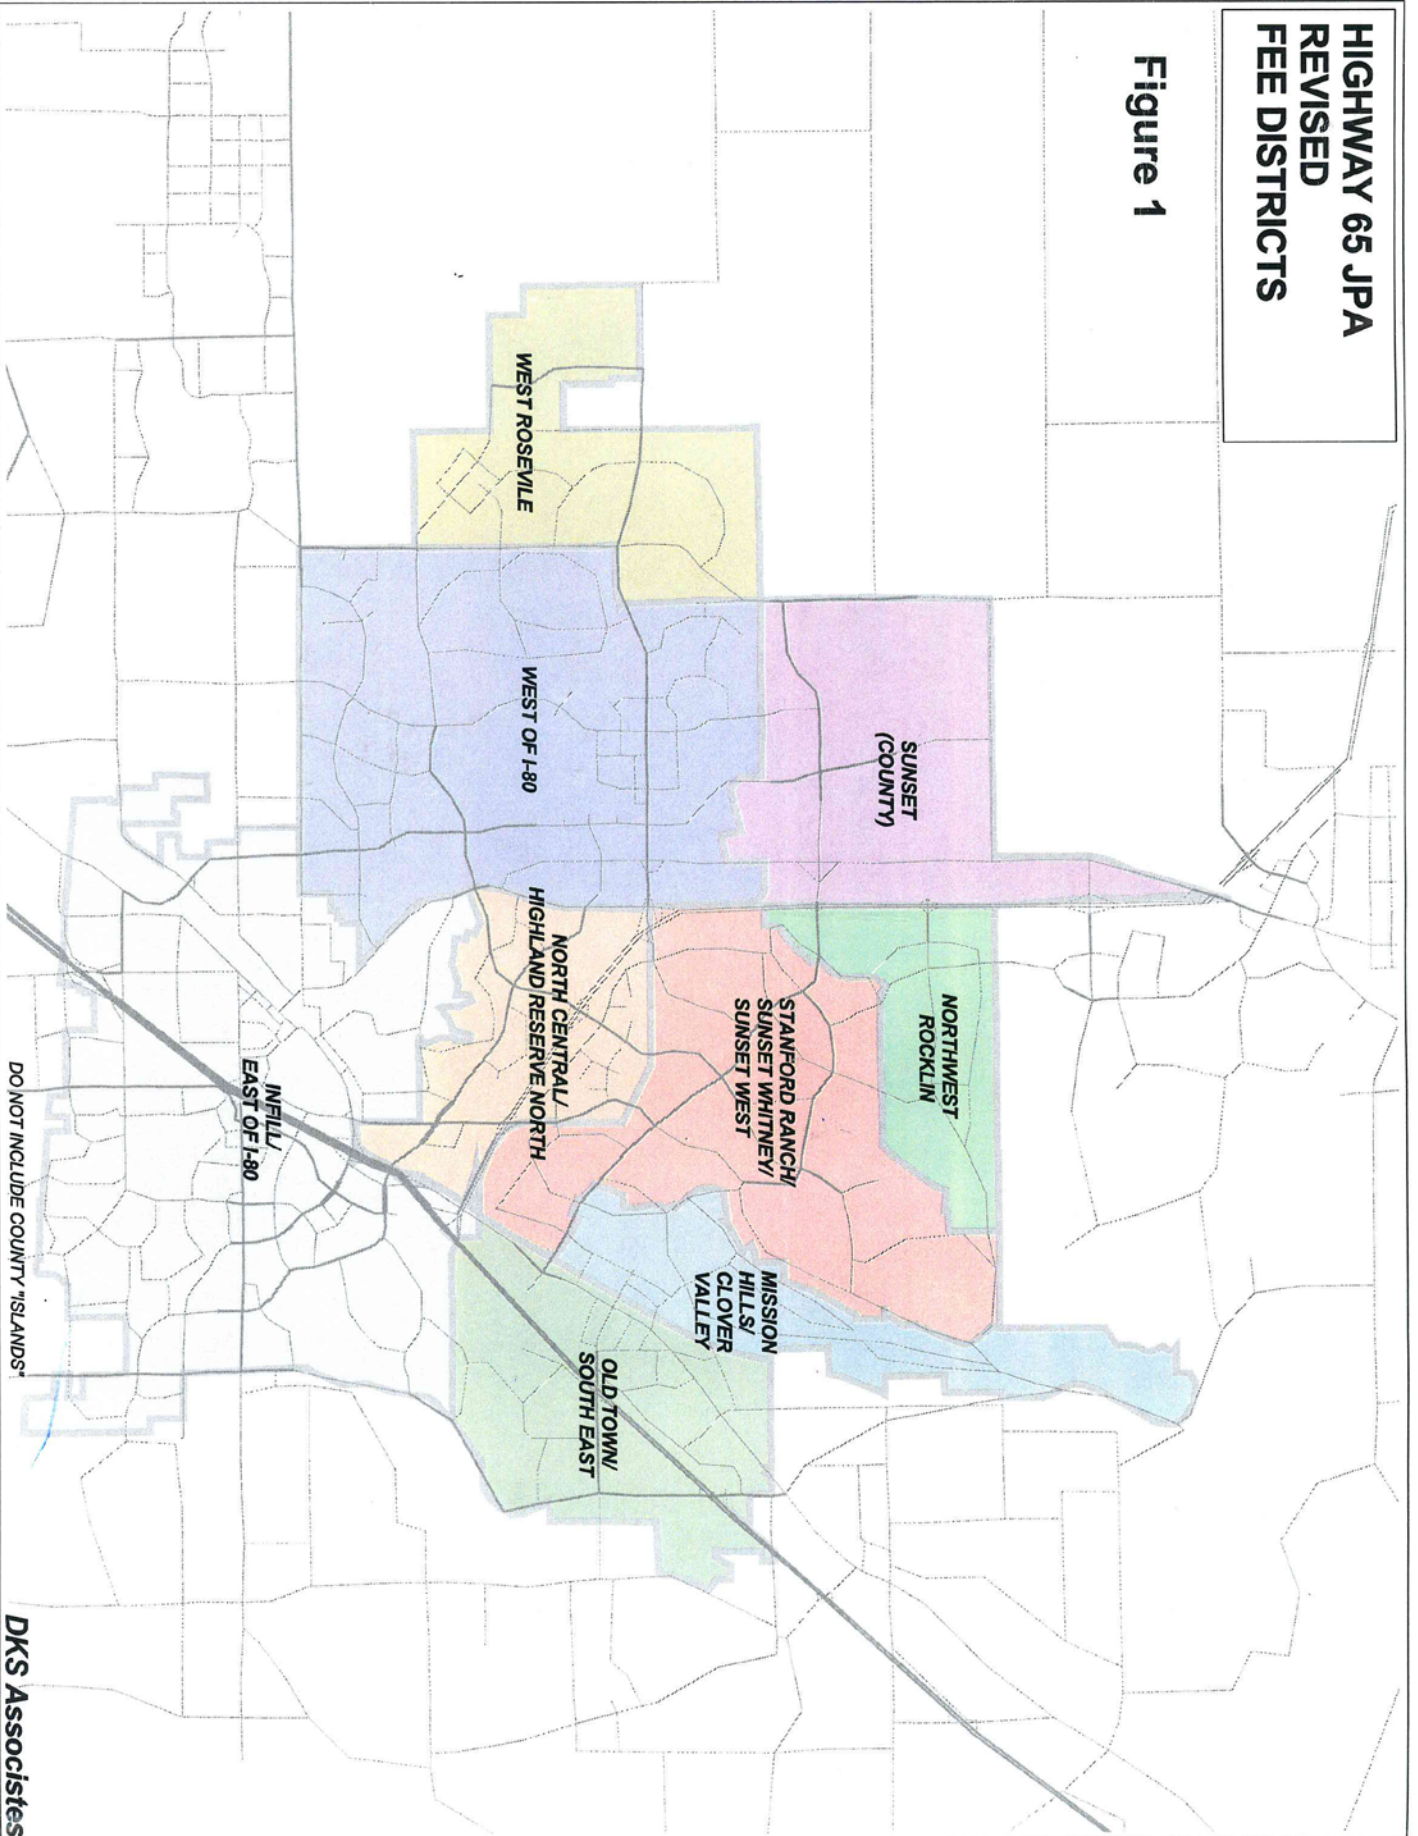 HIGHWAY 65 JPA
REVISED
FEE DISTRICTS
Figure 1
WEST ROSEVILE
WEST OF I-80
SUNSET
(COUNTY)
NORTHWEST
ROCKLIN
STANFORD RANCH/
SUNSET WHITNEY/
SUNSET WEST
NORTH CENTRAL/
HIGHLAND RESERVE NORTH
MISSION
HILLS/
CLOVER
VALLEY
OLD TOWN/
SOUTH EAST
INFILL/
EAST OF I-80
DO NOT INCLUDE COUNTY "ISLANDS"
DKS Associstes